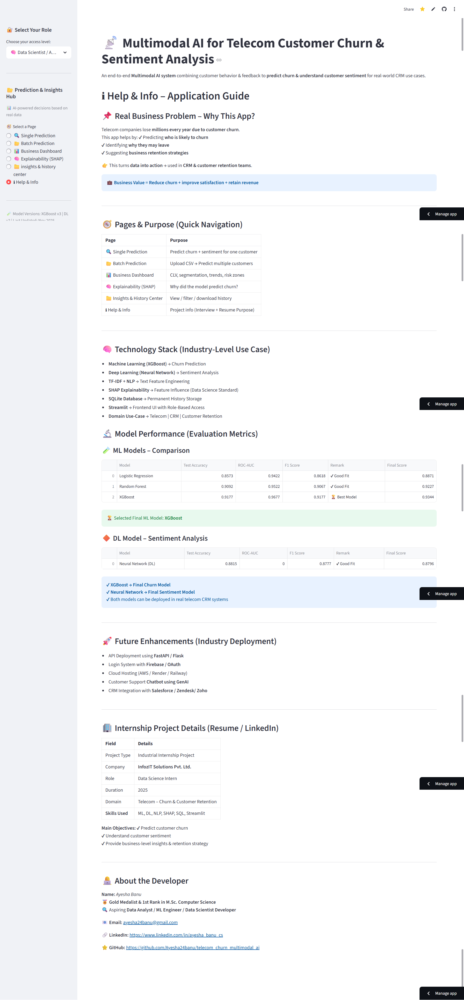 Share
🔐 Select Your Role
Choose your access level:
🧠 Data Scientist / A...
📂 Prediction & Insights
Hub
📊 AI-powered decisions based on
real data
🧭 Select a Page
🔍 Single Prediction
📂 Batch Prediction
📊 Business Dashboard
🧠 Explainability (SHAP)
📁 insights & history
center
ℹ Help & Info
🧪 Model Versions: XGBoost v3 | DL
v2 | Last Updated: Nov 2025
📡 Multimodal AI for Telecom Customer Churn &
Sentiment Analysis
An end-to-end Multimodal AI system combining customer behavior & feedback to predict churn & understand customer sentiment for real-world CRM use cases.
ℹ Help & Info – Application Guide
📌 Real Business Problem – Why This App?
Telecom companies lose millions every year due to customer churn.
This app helps by: ✔ Predicting who is likely to churn
✔ Identifying why they may leave
✔ Suggesting business retention strategies
👉 This turns data into action → used in CRM & customer retention teams.
💼 Business Value = Reduce churn + improve satisfaction + retain revenue
Manage app
🧭 Pages & Purpose (Quick Navigation)
Page Purpose
🔍 Single Prediction Predict churn + sentiment for one customer
📂 Batch Prediction Upload CSV → Predict multiple customers
📊 Business Dashboard CLV, segmentation, trends, risk zones
🧠 Explainability (SHAP) Why did the model predict churn?
📁 Insights & History Center View / filter / download history
ℹ Help & Info Project info (Interview + Resume Purpose)
🧠 Technology Stack (Industry-Level Use Case)
• Machine Learning (XGBoost) → Churn Prediction
• Deep Learning (Neural Network) → Sentiment Analysis
• TF-IDF + NLP → Text Feature Engineering
• SHAP Explainability → Feature Influence (Data Science Standard)
• SQLite Database → Permanent History Storage
Manage app
• Streamlit → Frontend UI with Role-Based Access
• Domain Use-Case → Telecom | CRM | Customer Retention
🔬 Model Performance (Evaluation Metrics)
🧪 ML Models – Comparison
Model Test Accuracy ROC-AUC F1 Score Remark Final Score
0 Logistic Regression 0.8573 0.9422 0.8618 ✔ Good Fit 0.8871
1 Random Forest 0.9092 0.9522 0.9067 ✔ Good Fit 0.9227
2 XGBoost 0.9177 0.9677 0.9177 🏆 Best Model 0.9344
🏆 Selected Final ML Model: XGBoost
♦ DL Model – Sentiment Analysis
Model Test Accuracy ROC-AUC F1 Score Remark Final Score
0 Neural Network (DL) 0.8815 0 0.8777 ✔ Good Fit 0.8796
✔ XGBoost → Final Churn Model
✔ Neural Network → Final Sentiment Model
Manage app
✔ Both models can be deployed in real telecom CRM systems
🚀 Future Enhancements (Industry Deployment)
• API Deployment using FastAPI / Flask
• Login System with Firebase / OAuth
• Cloud Hosting (AWS / Render / Railway)
• Customer Support Chatbot using GenAI
• CRM Integration with Salesforce / Zendesk/ Zoho
🏢 Internship Project Details (Resume / LinkedIn)
Field Details
Project Type Industrial Internship Project
Company InfozIT Solutions Pvt. Ltd.
Role Data Science Intern
Manage app
Duration 2025
Domain Telecom – Churn & Customer Retention
Skills Used ML, DL, NLP, SHAP, SQL, Streamlit
Main Objectives: ✔ Predict customer churn
✔ Understand customer sentiment
✔ Provide business-level insights & retention strategy
👩‍💻 About the Developer
Name: Ayesha Banu
🏅 Gold Medalist & 1st Rank in M.Sc. Computer Science
🔍 Aspiring Data Analyst / ML Engineer / Data Scientist Developer
📧 Email: ayesha24banu@gmail.com
🔗 LinkedIn: https://www.linkedin.com/in/ayesha_banu_cs
⭐ GitHub: https://github.com/Ayesha24banu/telecom_churn_multimodal_ai
Manage app